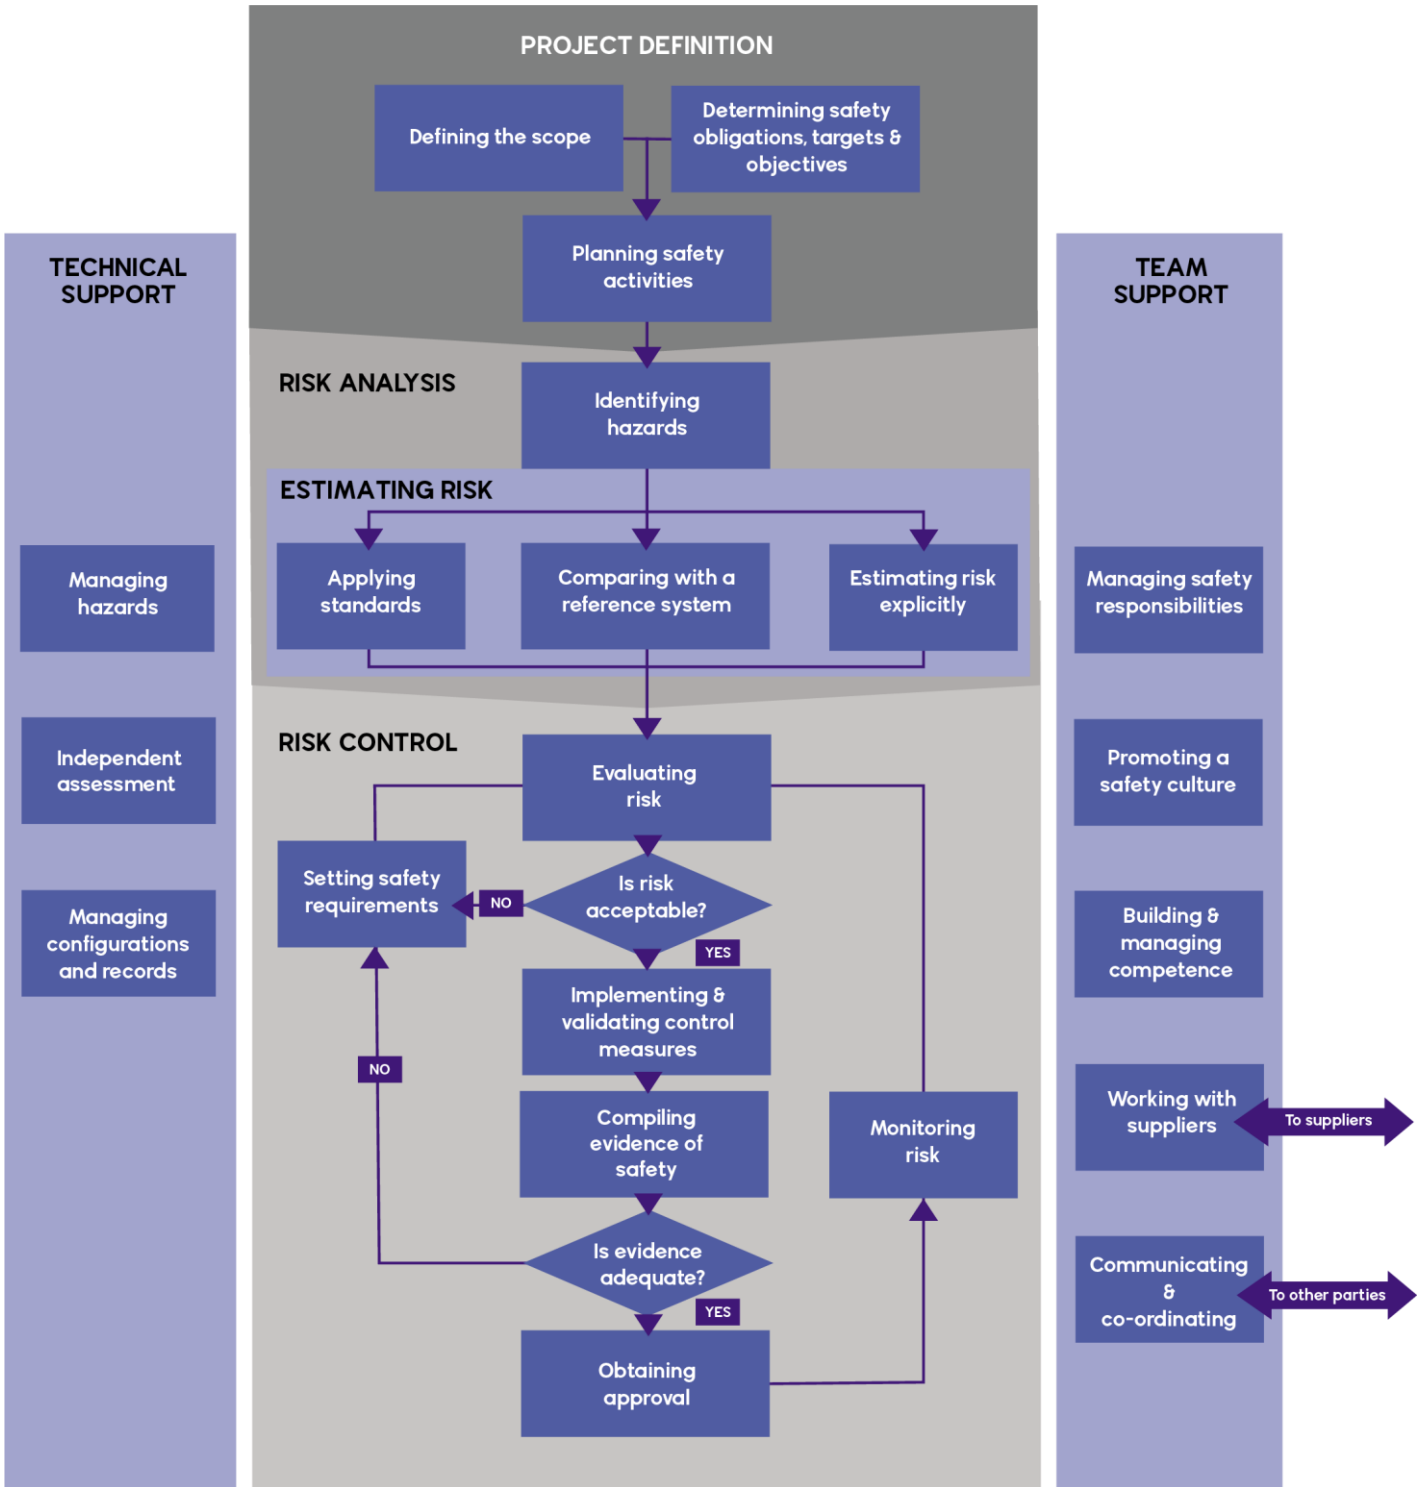 PROJECT DEFINITION
Defining the scope
Determining safety
obligations, targets &
objectives
Planning safety
activities
TECHNICAL
SUPPORT
Managing
hazards
Independent
assessment
Managing
configurations
and records
RISK ANALYSIS
Identifying
hazards
ESTIMATING RISK
Applying
standards
Comparing with a
reference system
Estimating risk
explicitly
RISK CONTROL
Evaluating
risk
Setting safety
requirements
NO
Is risk
acceptable?
YES
Implementing &
validating control
measures
NO
Compiling
evidence of
safety
Monitoring
risk
Is evidence
adequate?
YES
Obtaining
approval
TEAM
SUPPORT
Managing safety
responsibilities
Promoting a
safety culture
Building &
managing
competence
Working with
suppliers
To suppliers
Communicating
&
co-ordinating
To other parties